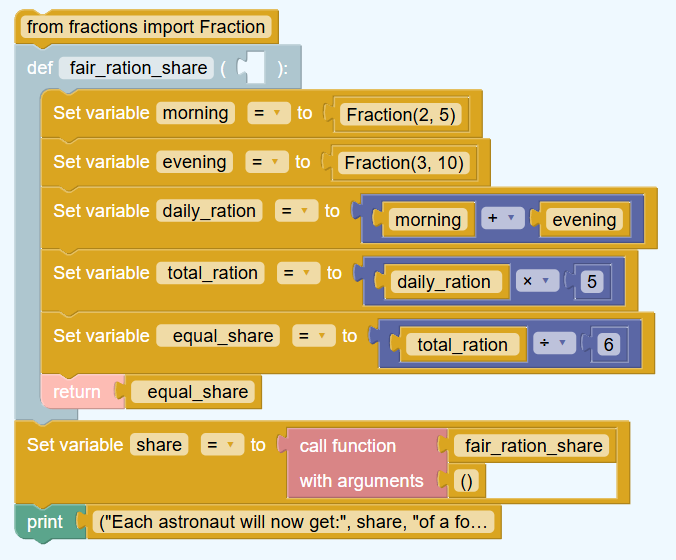 from fractions import Fraction
def fair_ration_share ( ):
Set variable morning = ▾ to Fraction(2, 5)
Set variable evening = ▾ to Fraction(3, 10)
Set variable daily_ration = ▾ to morning + ▾ evening
Set variable total_ration = ▾ to daily_ration × ▾ 5
Set variable equal_share = ▾ to total_ration ÷ ▾ 6
return equal_share
Set variable share = ▾ to call function fair_ration_share
with arguments ()
print ("Each astronaut will now get:", share, "of a fo…